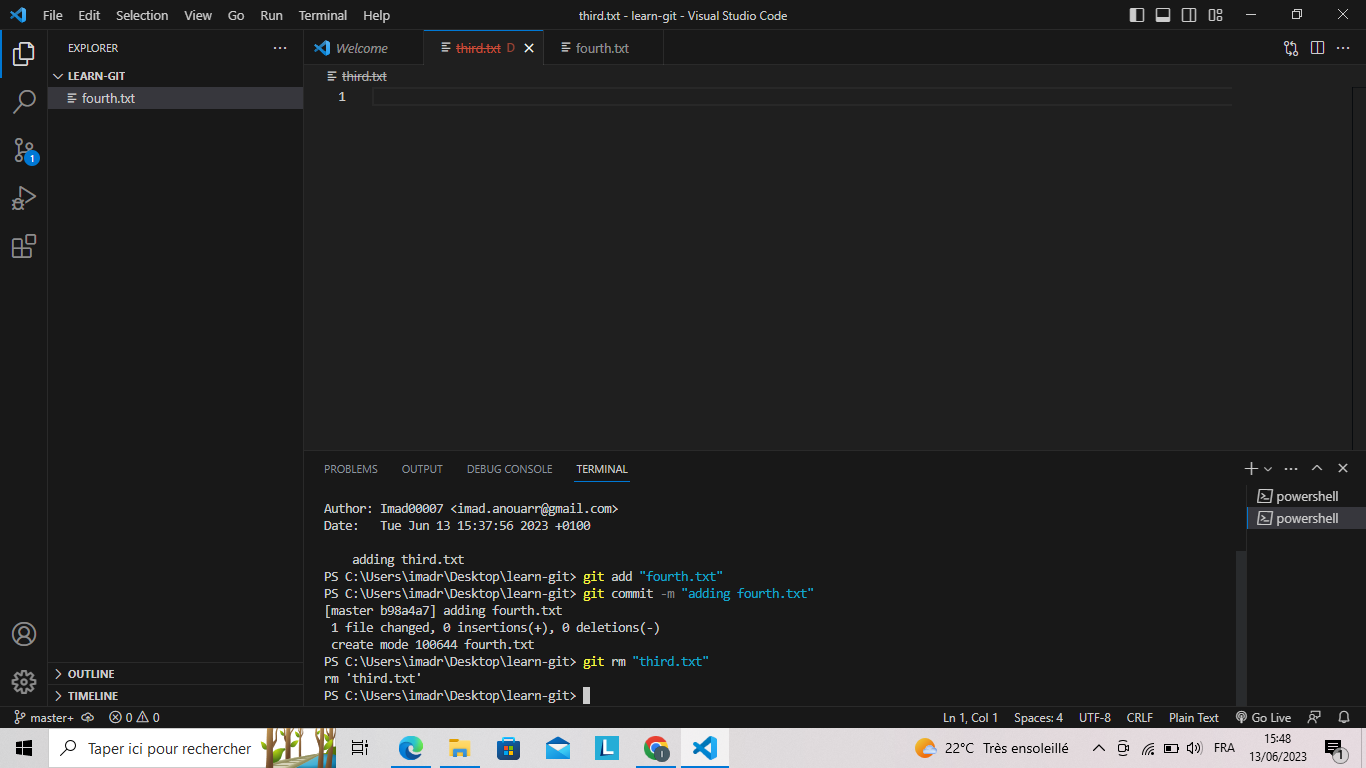 File Edit Selection View Go Run Terminal Help third.txt - learn-git - Visual Studio Code
EXPLORER
LEARN-GIT
fourth.txt
Welcome third.txt D fourth.txt
third.txt
1
1
PROBLEMS OUTPUT DEBUG CONSOLE TERMINAL
Author: Imad00007 <imad.anouarr@gmail.com>
Date:   Tue Jun 13 15:37:56 2023 +0100
    adding third.txt
PS C:\Users\imadr\Desktop\learn-git> git add "fourth.txt"
PS C:\Users\imadr\Desktop\learn-git> git commit -m "adding fourth.txt"
[master b98a4a7] adding fourth.txt
 1 file changed, 0 insertions(+), 0 deletions(-)
 create mode 100644 fourth.txt
PS C:\Users\imadr\Desktop\learn-git> git rm "third.txt"
rm 'third.txt'
PS C:\Users\imadr\Desktop\learn-git>
powershell
powershell
OUTLINE
TIMELINE
master+ 0 0 Ln 1, Col 1 Spaces: 4 UTF-8 CRLF Plain Text Go Live
Taper ici pour rechercher L I 22°C Très ensoleillé FRA 15:48
13/06/2023 1